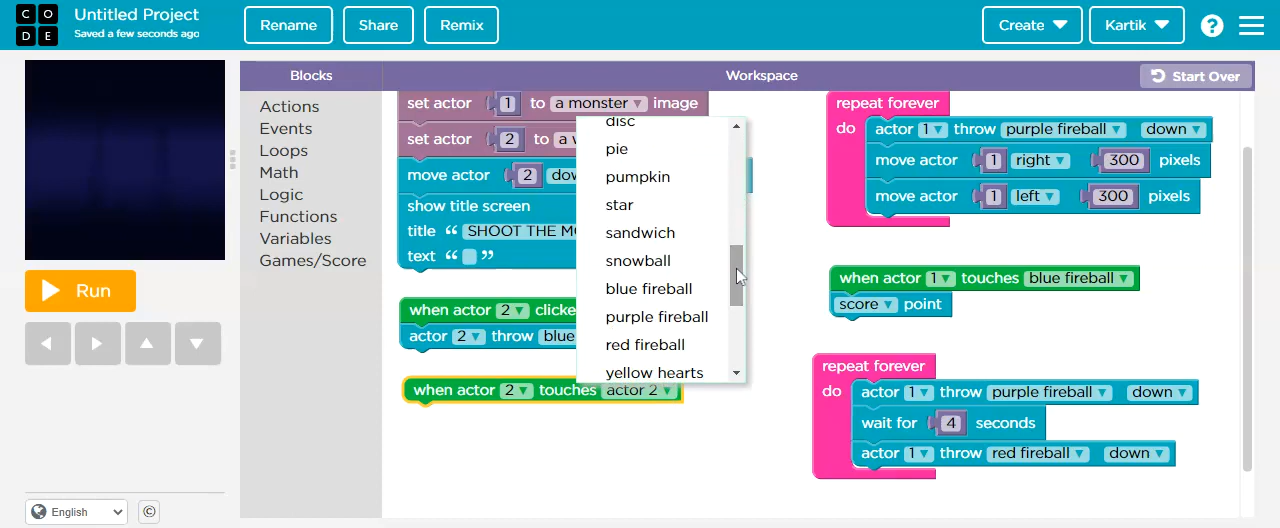 C O
D E
Untitled Project
Saved a few seconds ago
Rename
Share
Remix
Create
Kartik
?
Blocks
Workspace
Start Over
Actions
Events
Loops
Math
Logic
Functions
Variables
Games/Score
Run
English
©
set actor 1 to a monster image
set actor 2 to a
move actor 2
show title screen
title “ SHOOT THE
text “ ”
when actor 2
actor 2 throw blue
when actor 2 touches actor 2
disc
pie
pumpkin
star
sandwich
snowball
blue fireball
purple fireball
red fireball
yellow hearts
repeat forever
do actor 1 throw purple fireball down
move actor 1 right 300 pixels
move actor 1 left 300 pixels
when actor 1 touches blue fireball
score point
repeat forever
do actor 1 throw purple fireball down
wait for 4 seconds
actor 1 throw red fireball down